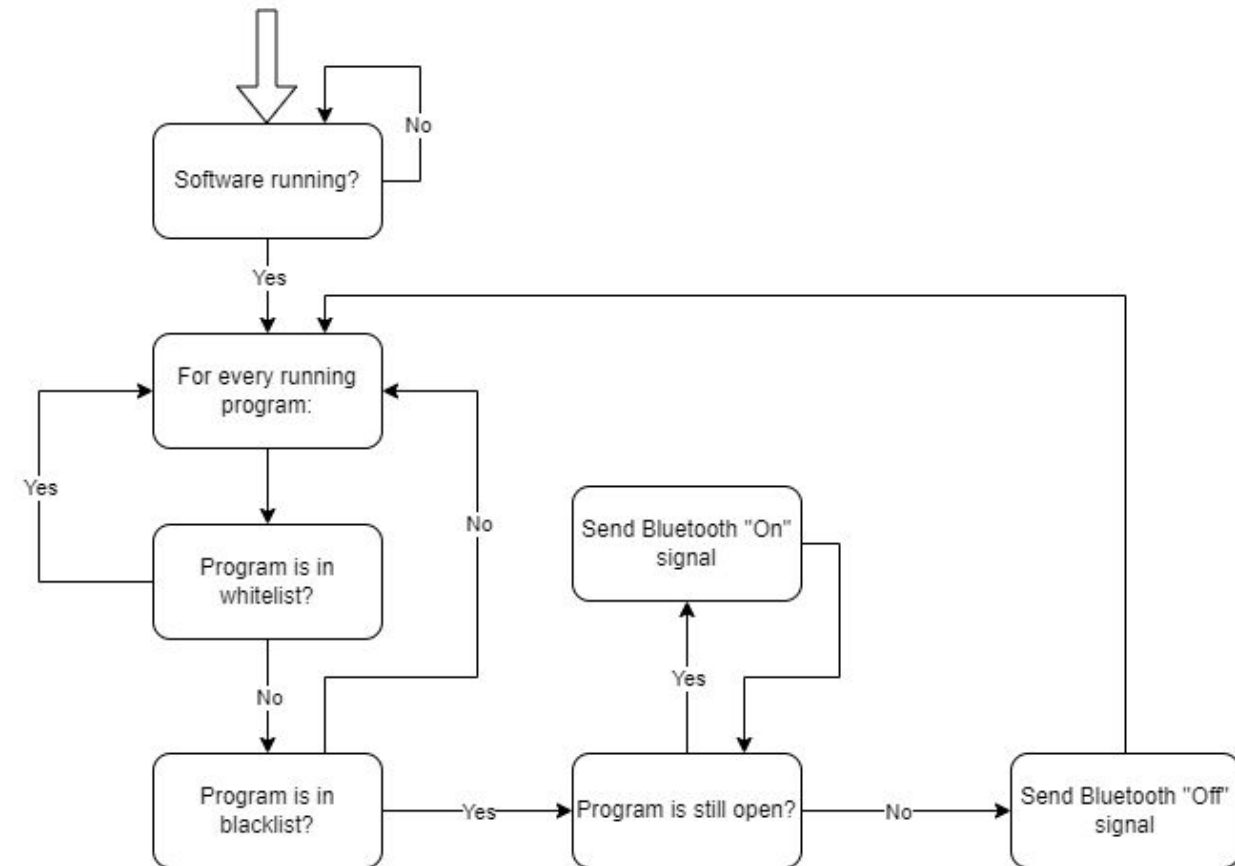 No
Software running?
Yes
For every running
program:
Yes
No
Send Bluetooth "On"
signal
Program is in
whitelist?
Yes
No
Program is in
blacklist?
Yes
Program is still open?
No
Send Bluetooth "Off"
signal